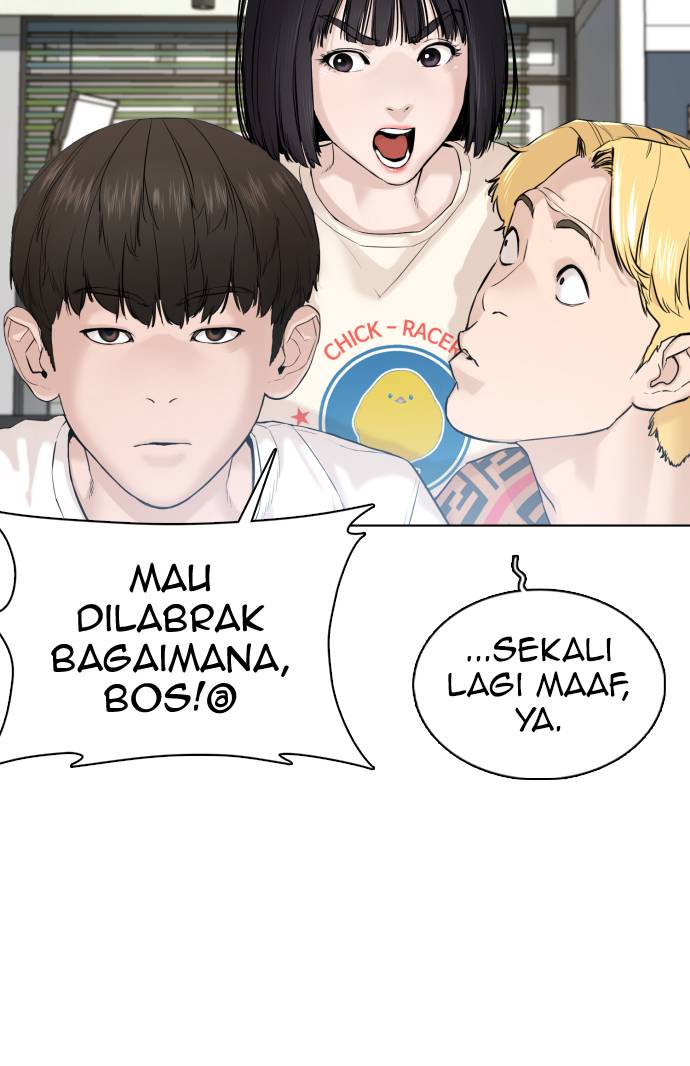 CHICK - RACER
MAU
DILABRAK
BAGAIMANA,
BOS!@
...SEKALI
LAGI MAAF,
YA.